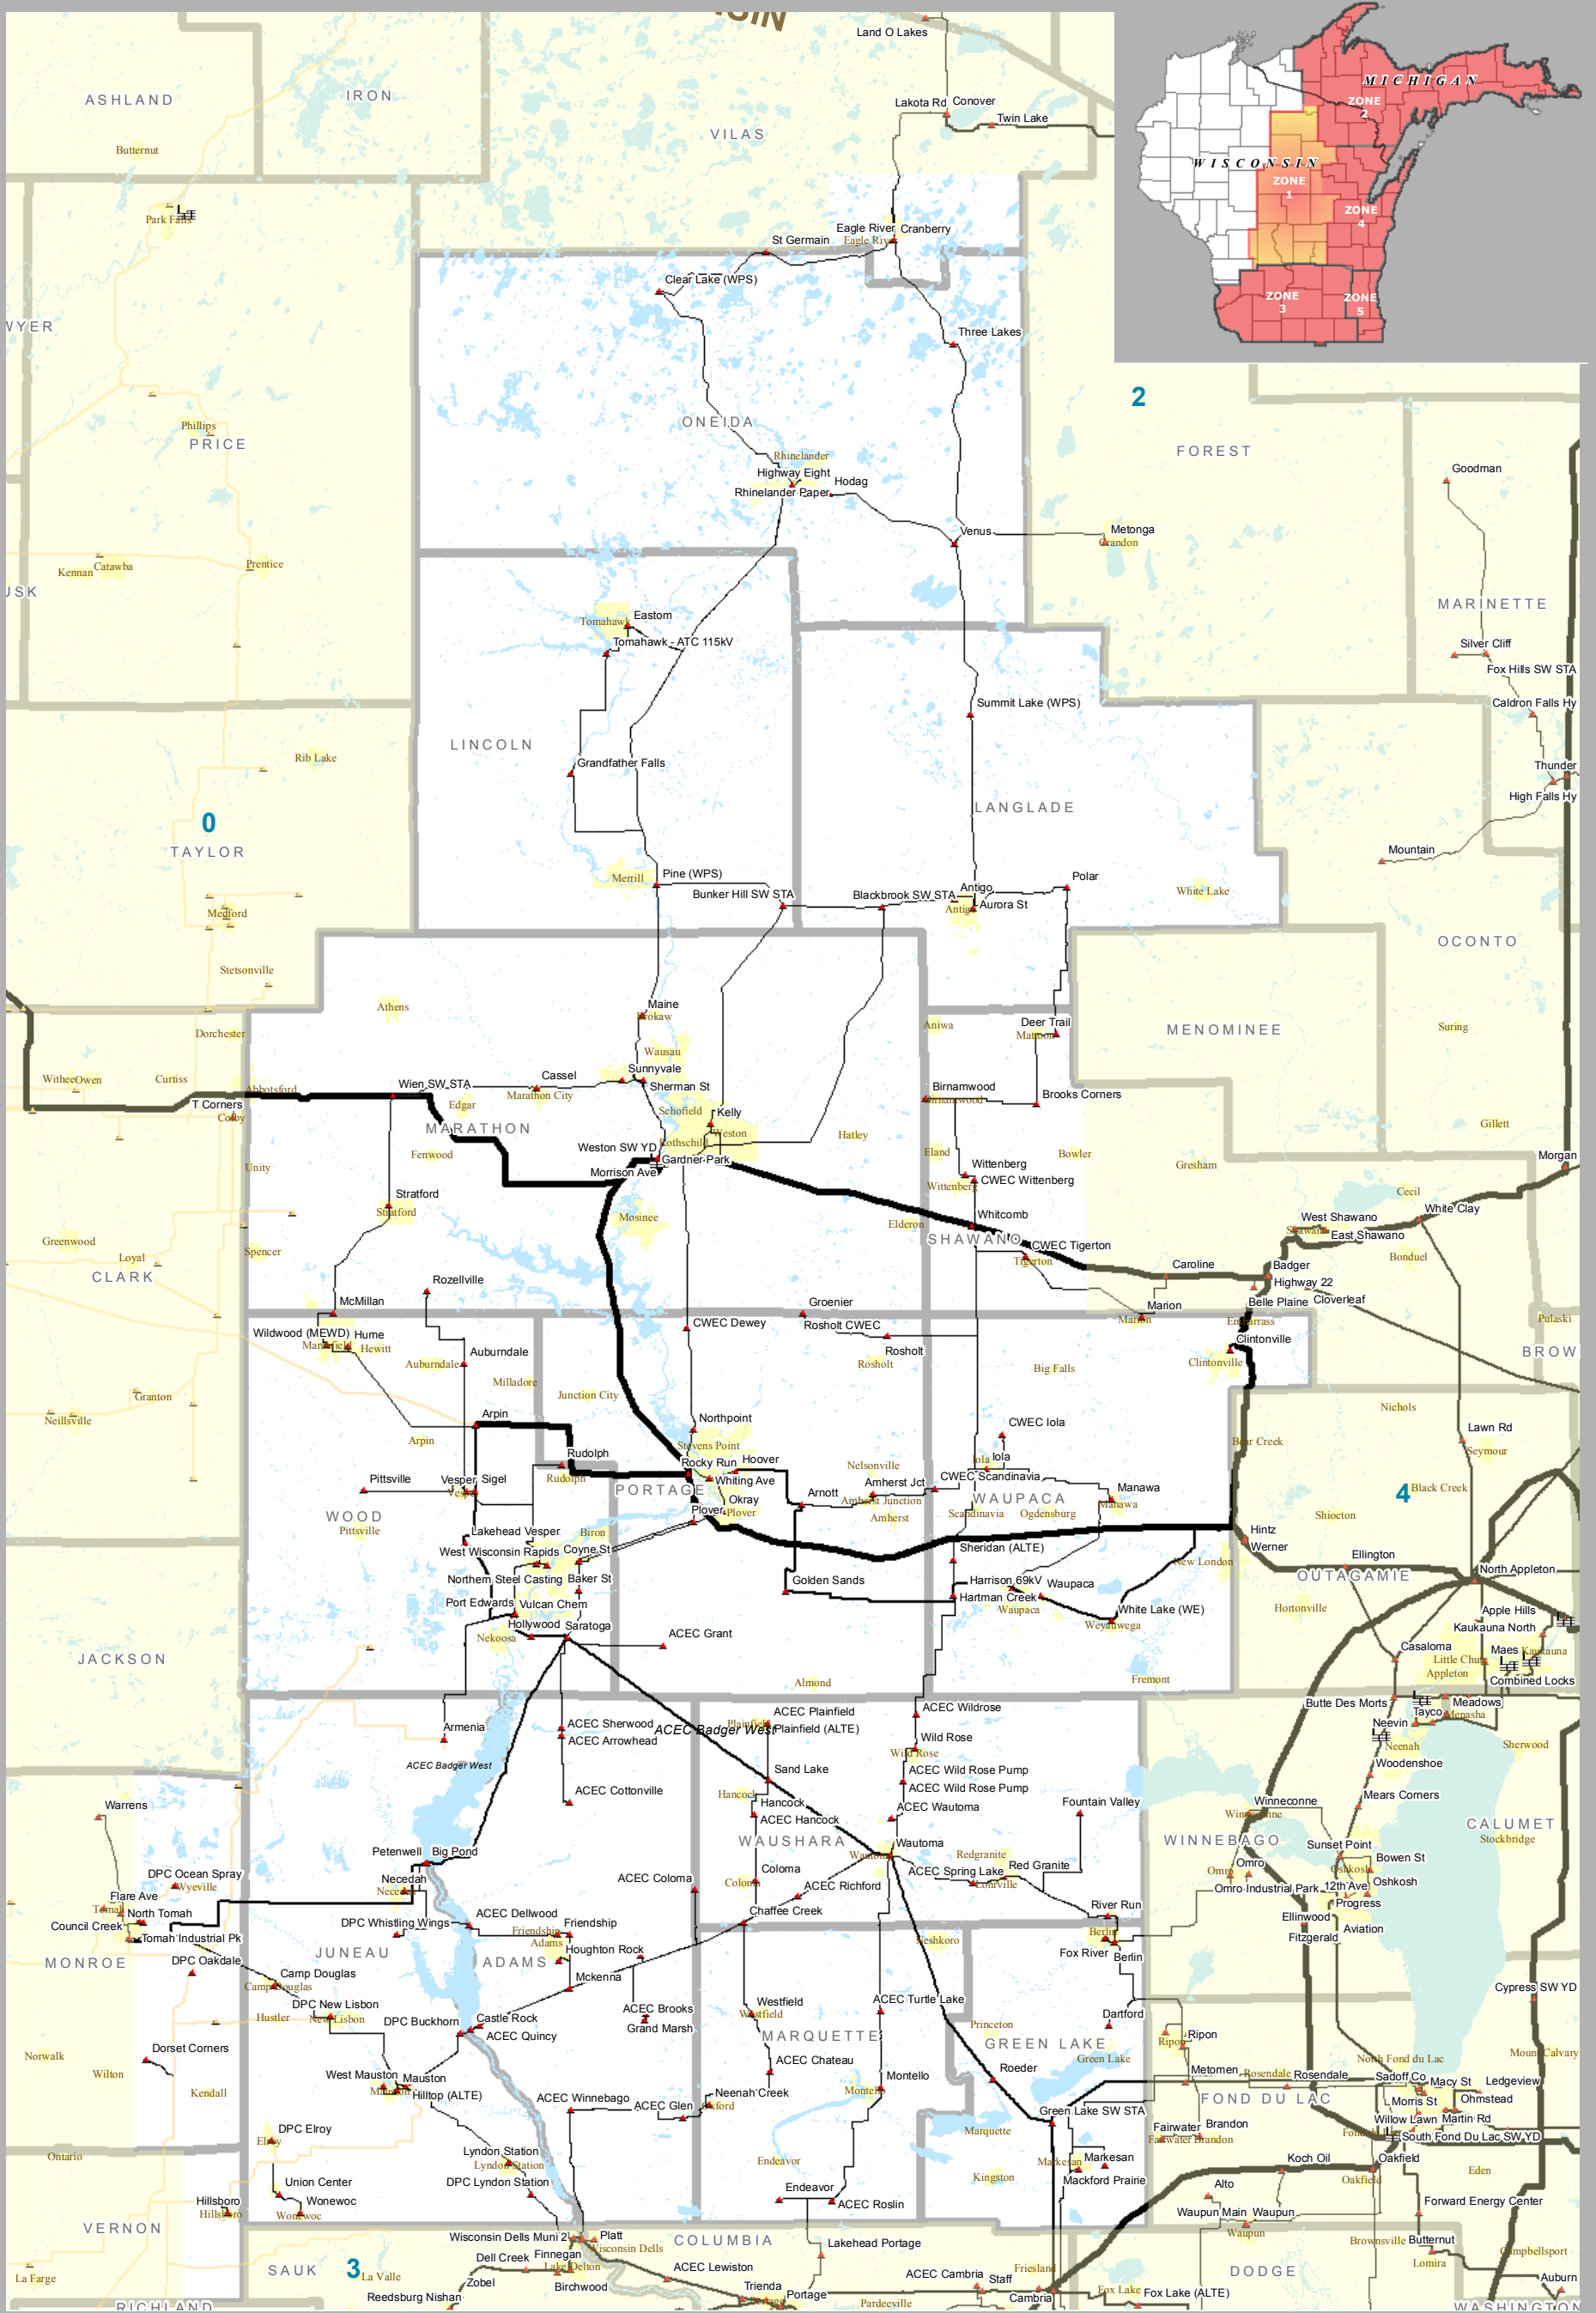 Land O Lakes
ASHLAND
IRON
VILAS
Lakota Rd
Conover
Twin Lake
Butternut
Park Falls
MICHIGAN
ZONE
2
WISCONSIN
ZONE
1
ZONE
4
ZONE
3
ZONE
5
Eagle River
Cranberry
St Germain
Clear Lake (WPS)
Three Lakes
2
ONEIDA
FOREST
Phillips
PRICE
Rhinelander
Highway Eight
Hodag
Rhinelander Paper
Goodman
Venus
Metonga
Crandon
Kennan
Catawba
Prentice
MARINETTE
Eastom
Tomahawk
Tomahawk - ATC 115kV
Silver Cliff
Fox Hills SW STA
Caldron Falls Hy
Summit Lake (WPS)
LINCOLN
Rib Lake
Grandfather Falls
Thunder
High Falls Hy
LANGLADE
0
TAYLOR
Mountain
Merrill
Pine (WPS)
Bunker Hill SW STA
Blackbrook SW STA
Antigo
Aurora St
Polar
White Lake
Medford
OCONTO
Stetsonville
Athens
Maine
Brokaw
Aniwa
Deer Trail
Mattoon
MENOMINEE
Suring
Dorchester
Wausau
Withee
Owen
Curtiss
Abbotsford
Wien SW STA
Cassel
Marathon City
Sunnyvale
Sherman St
Birnamwood
Brooks Corners
T Corners
Colby
Edgar
MARATHON
Schofield
Kelly
Weston
Rothschild
Hatley
Gillett
Unity
Fenwood
Weston SW YD
Gardner Park
Morrison Ave
Eland
Bowler
Gresham
Morgan
Wittenberg
CWEC Wittenberg
Wittenberg
Cecil
Stratford
Stratford
Mosinee
Elderon
Whitcomb
SHAWANO
West Shawano
East Shawano
White Clay
Greenwood
Loyal
Spencer
CWEC Tigerton
Tigerton
Bonduel
CLARK
Caroline
Badger
Highway 22
Rozellville
McMillan
Groenier
Marion
Marion
Belle Plaine
Cloverleaf
Embarrass
Pulaski
CWEC Dewey
Rosholt CWEC
Rosholt
Rosholt
Wildwood (MEWD)
Hume
Hewitt
Auburndale
Auburndale
Clintonville
Clintonville
BROW
Milladore
Big Falls
Granton
Neillsville
Junction City
Nichols
Arpin
Arpin
Northpoint
Stevens Point
CWEC Iola
Iola
Iola
Bear Creek
Lawn Rd
Seymour
Rudolph
Rudolph
Rocky Run
Hoover
Whiting Ave
Nelsonville
Amherst Jct
Amherst Junction
CWEC Scandinavia
Scandinavia
Pittsville
Vesper
Sigel
PORTAGE
Okray
Plover
Plover
Arnott
Amherst
WAUPACA
Ogdensburg
Manawa
Manawa
4
Black Creek
Shiocton
WOOD
Pittsville
Lakehead Vesper
Biron
West Wisconsin Rapids
Coyne St
Northern Steel Casting
Baker St
Port Edwards
Vulcan Chem
Hollywood
Saratoga
Nekoosa
ACEC Grant
Sheridan (ALTE)
Hintz
Werner
Ellington
OUTAGAMIE
North Appleton
New London
Golden Sands
Harrison 69kV
Waupaca
Hartman Creek
Waupaca
White Lake (WE)
Weyauwega
Hortonville
Apple Hills
Kaukauna North
JACKSON
Casaloma
Maes
Kaukauna
Little Chute
Appleton
Combined Locks
Almond
Fremont
Butte Des Morts
Meadows
Tayco
Menasha
Neevin
Neenah
Sherwood
Armenia
ACEC Sherwood
ACEC Arrowhead
ACEC Badger West
ACEC Badger West
ACEC Plainfield
Plainfield (ALTE)
Plainfield
ACEC Wildrose
Wild Rose
Wild Rose
Woodenshoe
Sand Lake
ACEC Wild Rose Pump
ACEC Wild Rose Pump
Warrens
ACEC Cottonville
Hancock
Hancock
ACEC Hancock
ACEC Wautoma
Fountain Valley
Winneconne
Winneconne
Mears Corners
CALUMET
Stockbridge
WAUSHARA
Wautoma
WINNEBAGO
Sunset Point
Bowen St
Petenwell
Big Pond
Redgranite
Red Granite
ACEC Spring Lake
Lohrville
Omro
Omro
Oshkosh
DPC Ocean Spray
Wyeville
Necedah
ACEC Coloma
Coloma
Coloma
ACEC Richford
Omro Industrial Park
12th Ave
Progress
Flare Ave
Tomah
North Tomah
Council Creek
Tomah Industrial Pk
DPC Whistling Wings
ACEC Dellwood
Friendship
Friendship
Adams
Chaffee Creek
River Run
Berlin
Fox River
Berlin
Ellinwood
Fitzgerald
Aviation
MONROE
DPC Oakdale
JUNEAU
ADAMS
Houghton Rock
Neshkoro
Camp Douglas
Camp Douglas
Mckenna
Hustler
DPC New Lisbon
New Lisbon
DPC Buckhorn
Castle Rock
ACEC Quincy
ACEC Brooks
Grand Marsh
Westfield
Westfield
ACEC Turtle Lake
Dartford
Cypress SW YD
MARQUETTE
Princeton
GREEN LAKE
Green Lake
Ripon
Ripon
Norwalk
Wilton
Dorset Corners
Kendall
West Mauston
Mauston
Hilltop (ALTE)
ACEC Chateau
Montello
Montello
Roeder
Metomen
North Fond du Lac
Rosendale
Rosendale
Mount Calvary
Sadoff Co
Macy St
Ledgeview
FOND DU LAC
Morris St
Ohmstead
ACEC Winnebago
ACEC Glen
Neenah Creek
Oxford
Green Lake SW STA
Marquette
Willow Lawn
Martin Rd
South Fond Du Lac SW YD
DPC Elroy
Elroy
Fairwater
Brandon
Fairwater
Brandon
Ontario
Lyndon Station
Lyndon Station
DPC Lyndon Station
Endeavor
Endeavor
Markesan
Markesan
Mackford Prairie
Kingston
Koch Oil
Oakfield
Oakfield
Eden
Union Center
Wonewoc
Wonewoc
Hillsboro
Hillsboro
ACEC Roslin
Alto
Waupun Main
Waupun
Waupun
Forward Energy Center
Butternut
VERNON
Wisconsin Dells Muni 2
Platt
Wisconsin Dells
COLUMBIA
Lakehead Portage
Brownsville
Lomira
Campbellsport
Finnegan
Lake Delton
Dell Creek
Birchwood
SAUK
3
La Valle
La Farge
Zobel
Reedsburg Nishan
ACEC Lewiston
Trienda
Portage
Portage
ACEC Cambria
Staff
Friesland
Cambria
Pardeeville
Fox Lake
Fox Lake (ALTE)
DODGE
Auburn
RICHLAND
WASHINGTON